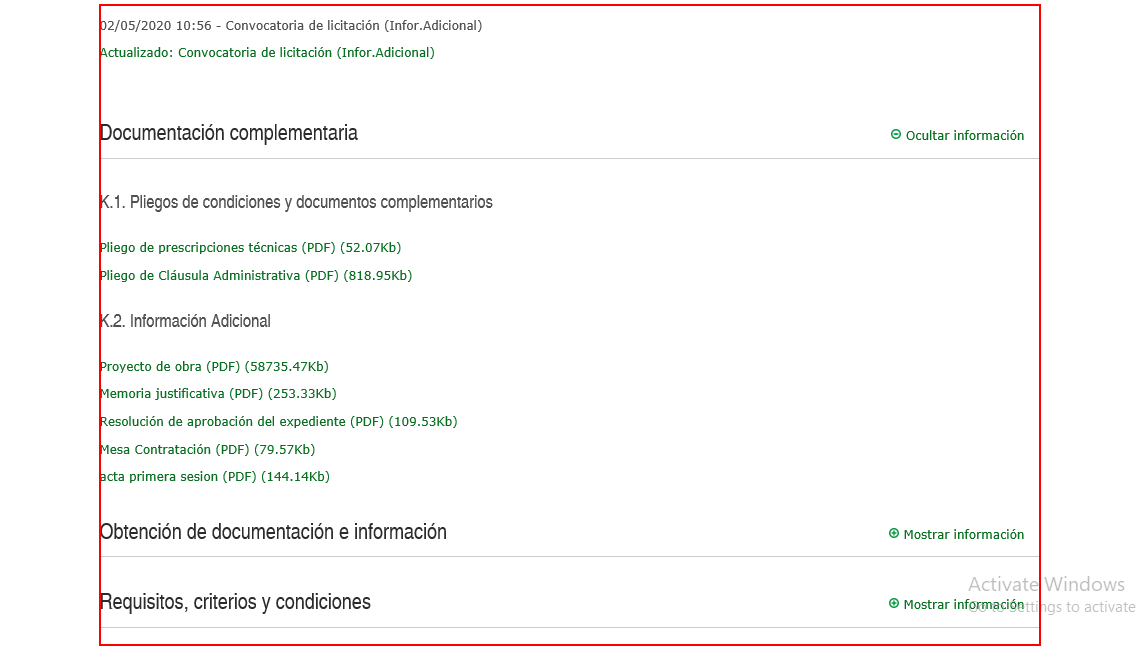 02/05/2020 10:56 - Convocatoria de licitación (Infor.Adicional)
Actualizado: Convocatoria de licitación (Infor.Adicional)
Documentación complementaria
Ocultar información
K.1. Pliegos de condiciones y documentos complementarios
Pliego de prescripciones técnicas (PDF) (52.07Kb)
Pliego de Cláusula Administrativa (PDF) (818.95Kb)
K.2. Información Adicional
Proyecto de obra (PDF) (58735.47Kb)
Memoria justificativa (PDF) (253.33Kb)
Resolución de aprobación del expediente (PDF) (109.53Kb)
Mesa Contratación (PDF) (79.57Kb)
acta primera sesion (PDF) (144.14Kb)
Obtención de documentación e información
Mostrar información
Requisitos, criterios y condiciones
Mostrar información
Activate Windows
Go to Settings to activate